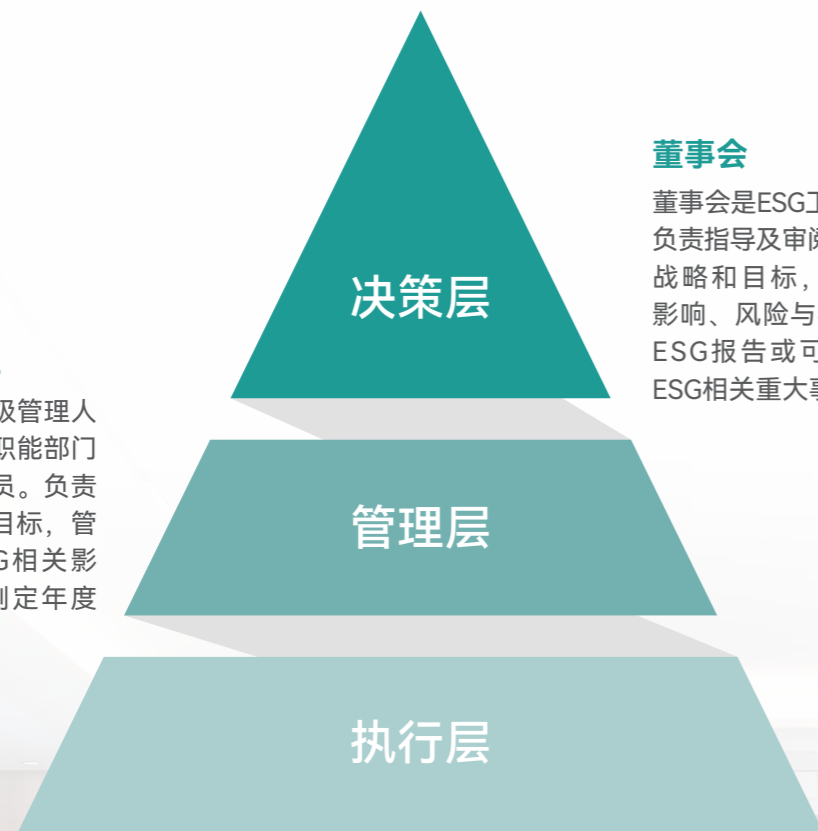 决策层
董事会
董事会是ESG
负责指导及审
战略和目标，
影响、风险与
ESG报告或可
ESG相关重大
级管理人
职能部门
员。负责
目标，管
G相关影
定年度
管理层
执行层